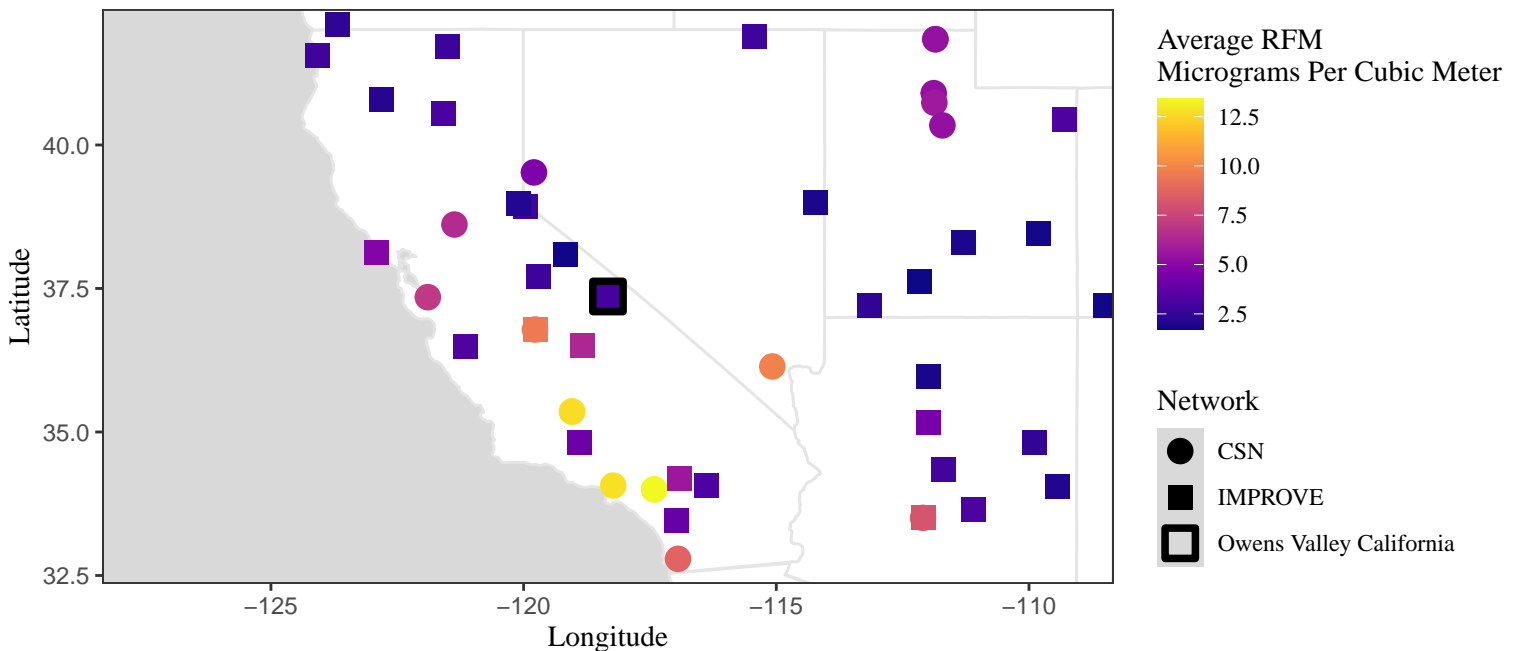 Latitude
40.0
37.5
35.0
32.5
−125
−120
−115
−110
Longitude
Average RFM
Micrograms Per Cubic Meter
12.5
10.0
7.5
5.0
2.5
Network
CSN
IMPROVE
Owens Valley California